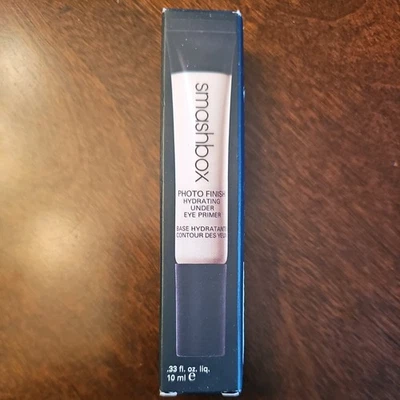 smashbox
PHOTO FINISH
HYDRATING
UNDER
EYE PRIMER
BASE HYDRATANTE
CONTOUR DES YEUX
.33 fl. oz. liq.
10 ml ℮